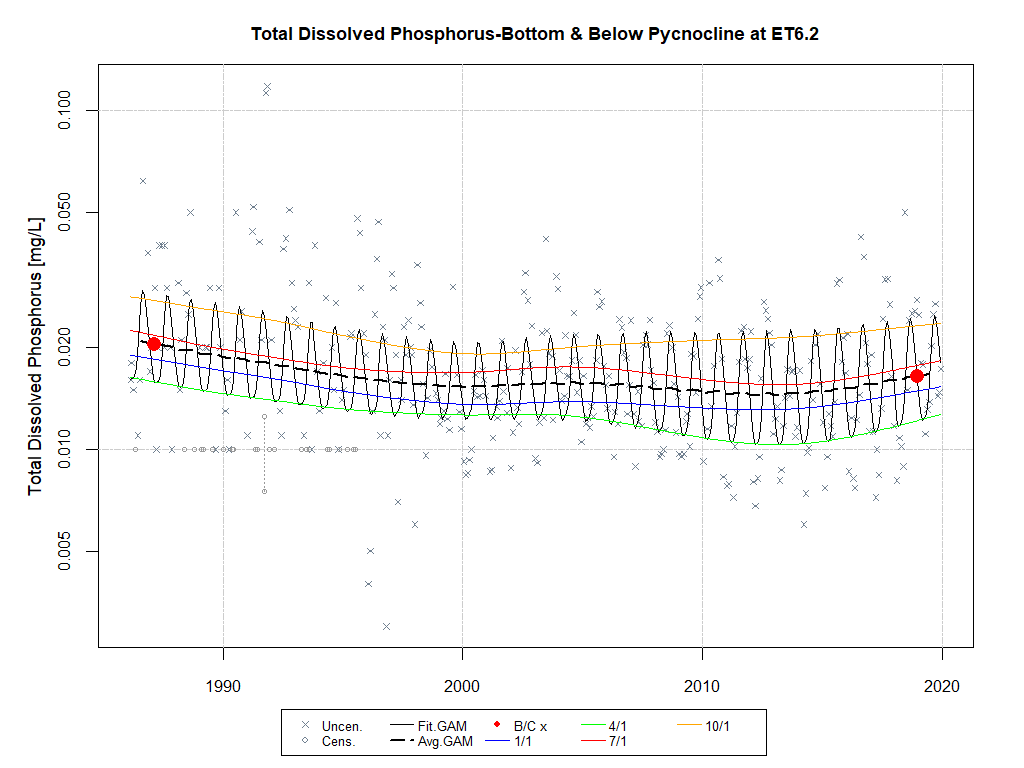 Total Dissolved Phosphorus-Bottom & Below Pycnocline at ET6.2
Total Dissolved Phosphorus [mg/L]
0.100
0.050
0.020
0.010
0.005
1990 2000 2010 2020
Uncen. Fit.GAM B/C x 4/1 10/1
Cens. Avg.GAM 1/1 7/1